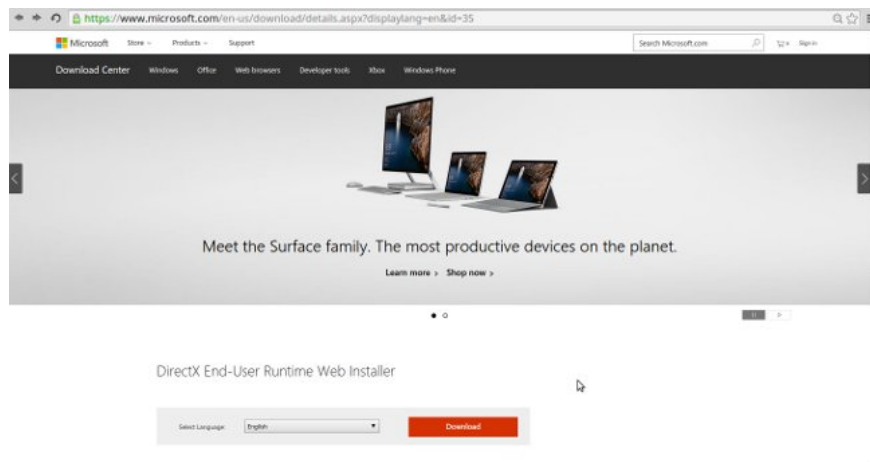 https://www.microsoft.com/en-us/download/details.aspx?displaylang=en&id=35
Microsoft Store Products Support Search Microsoft.com Sign in
Download Center Windows Office Web browsers Developer tools Xbox Windows Phone
Meet the Surface family. The most productive devices on the planet.
Learn more > Shop now >
DirectX End-User Runtime Web Installer
Select Language: English Download